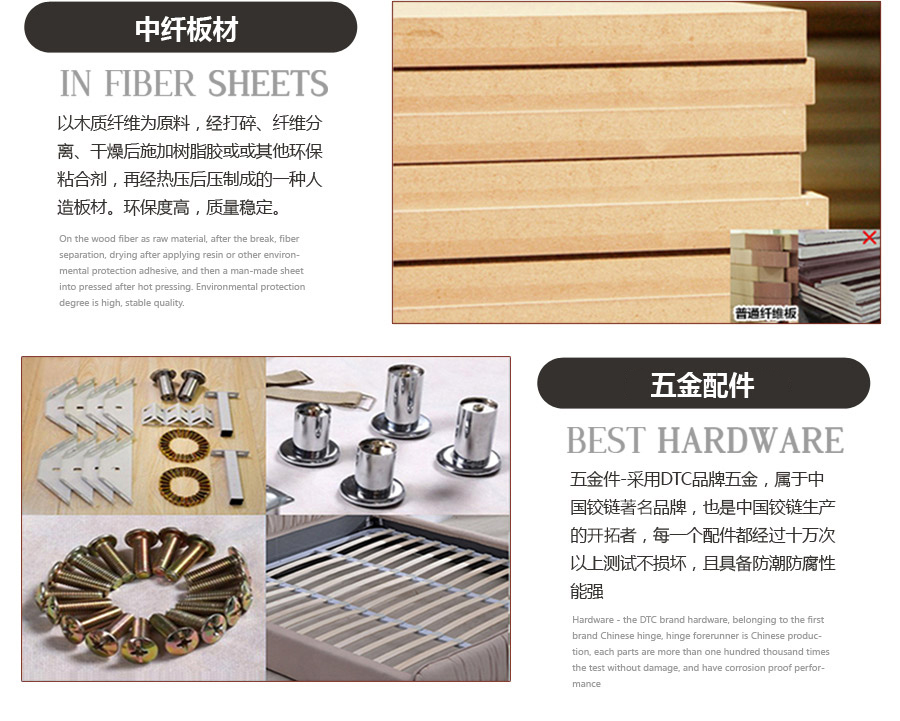 中纤板材
IN FIBER SHEETS
以木质纤维为原料，经打碎、纤维分
离、干燥后施加树脂胶或或其他环保
粘合剂，再经热压后压制成的一种人
造板材。环保度高，质量稳定。
On the wood fiber as raw material, after the break, fiber
separation, drying after applying resin or other environ-
mental protection adhesive, and then a man-made sheet
into pressed after hot pressing. Environmental protection
degree is high, stable quality.
普通纤维板
五金配件
BEST HARDWARE
五金件-采用DTC品牌五金，属于中
国铰链著名品牌，也是中国铰链生产
的开拓者，每一个配件都经过十万次
以上测试不损坏，且具备防潮防腐性
能强
Hardware - the DTC brand hardware, belonging to the first
brand Chinese hinge, hinge forerunner is Chinese produc-
tion, each parts are more than one hundred thousand times
the test without damage, and have corrosion proof perfor-
mance